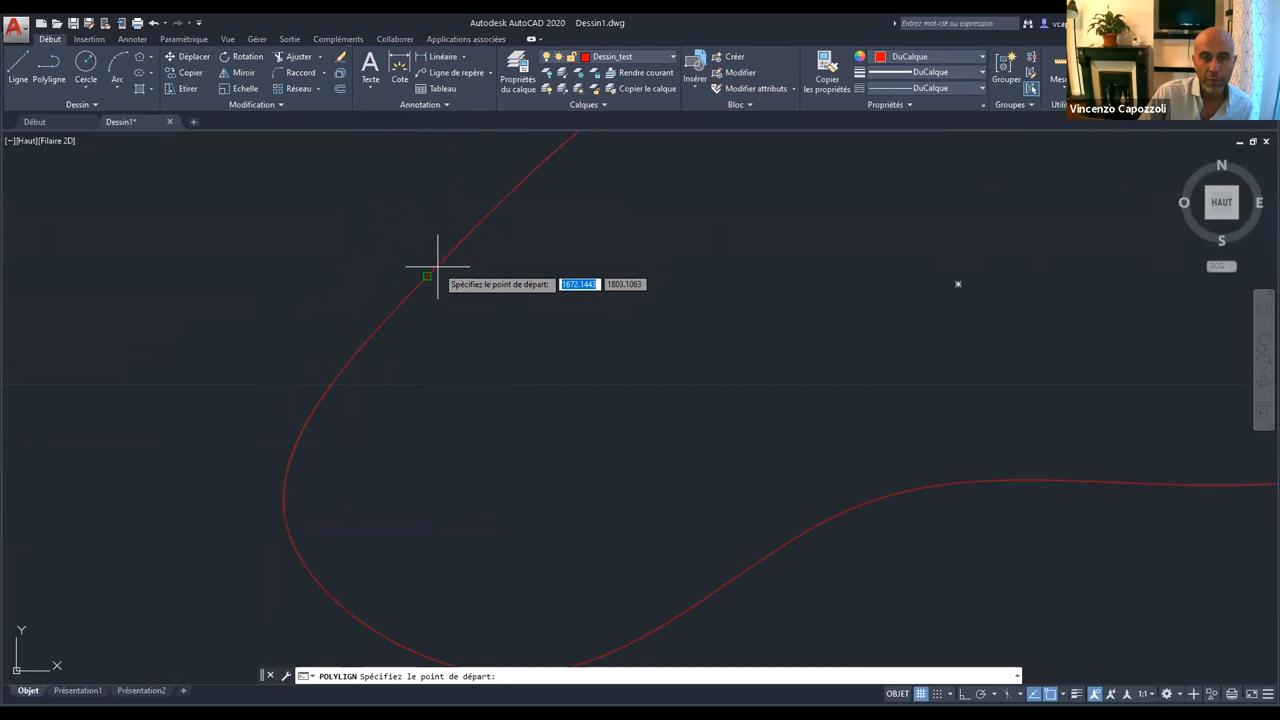 Autodesk AutoCAD 2020 Dessin1.dwg
Entrez mot-clé ou expression
Début Insertion Annoter Paramétrique Vue Gérer Sortie Compléments Collaborer Applications associées
Ligne Polyligne Cercle Arc
Dessin
Déplacer Rotation Ajuster
Copier Miroir Raccord
Etirer Echelle Réseau
Modification
Texte Cote
Linéaire
Ligne de repère
Tableau
Annotation
Propriétés du calque
Dessin_test
Rendre courant
Copier le calque
Calques
Insérer
Créer
Modifier
Modifier attributs
Bloc
Copier les propriétés
DuCalque
DuCalque
DuCalque
Propriétés
Grouper
Groupes
Vincenzo Capozzoli
Début Dessin1*
[−][Haut][Filaire 2D]
N
O HAUT E
S
SCG
Spécifiez le point de départ: 1672.1443 1803.1063
Y
X
POLYLIGN Spécifiez le point de départ:
Objet Présentation1 Présentation2
OBJET 1:1